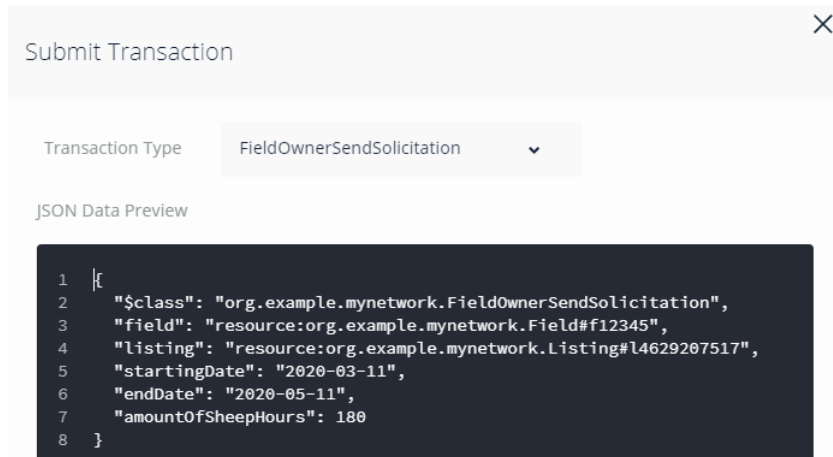 Submit Transaction
Transaction Type FieldOwnerSendSolicitation
JSON Data Preview
1 {
2 "$class": "org.example.mynetwork.FieldOwnerSendSolicitation",
3 "field": "resource:org.example.mynetwork.Field#f12345",
4 "listing": "resource:org.example.mynetwork.Listing#l4629207517",
5 "startingDate": "2020-03-11",
6 "endDate": "2020-05-11",
7 "amountOfSheepHours": 180
8 }